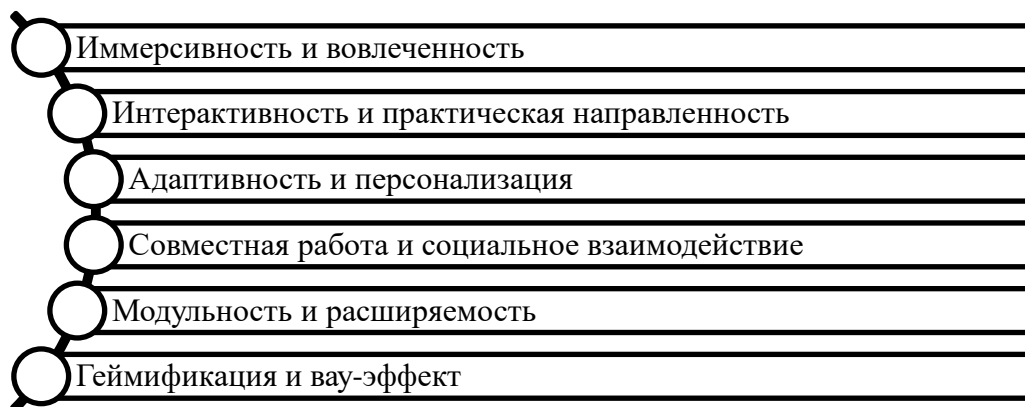 Иммерсивность и вовлеченность
Интерактивность и практическая направленность
Адаптивность и персонализация
Совместная работа и социальное взаимодействие
Модульность и расширяемость
Геймификация и вау-эффект